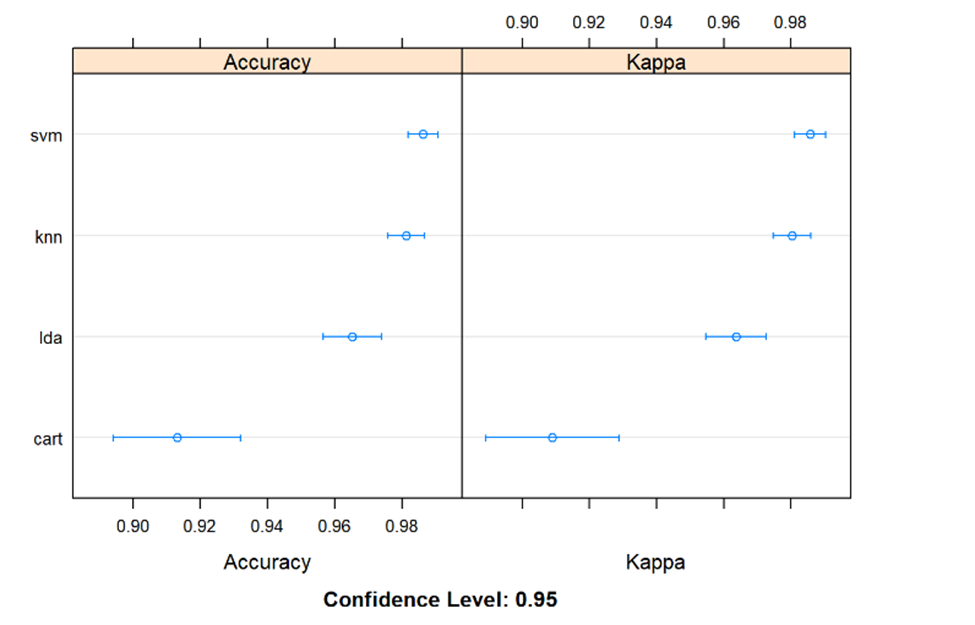 0.90 0.92 0.94 0.96 0.98
Accuracy Kappa
svm
knn
lda
cart
0.90 0.92 0.94 0.96 0.98
Accuracy Kappa
Confidence Level: 0.95